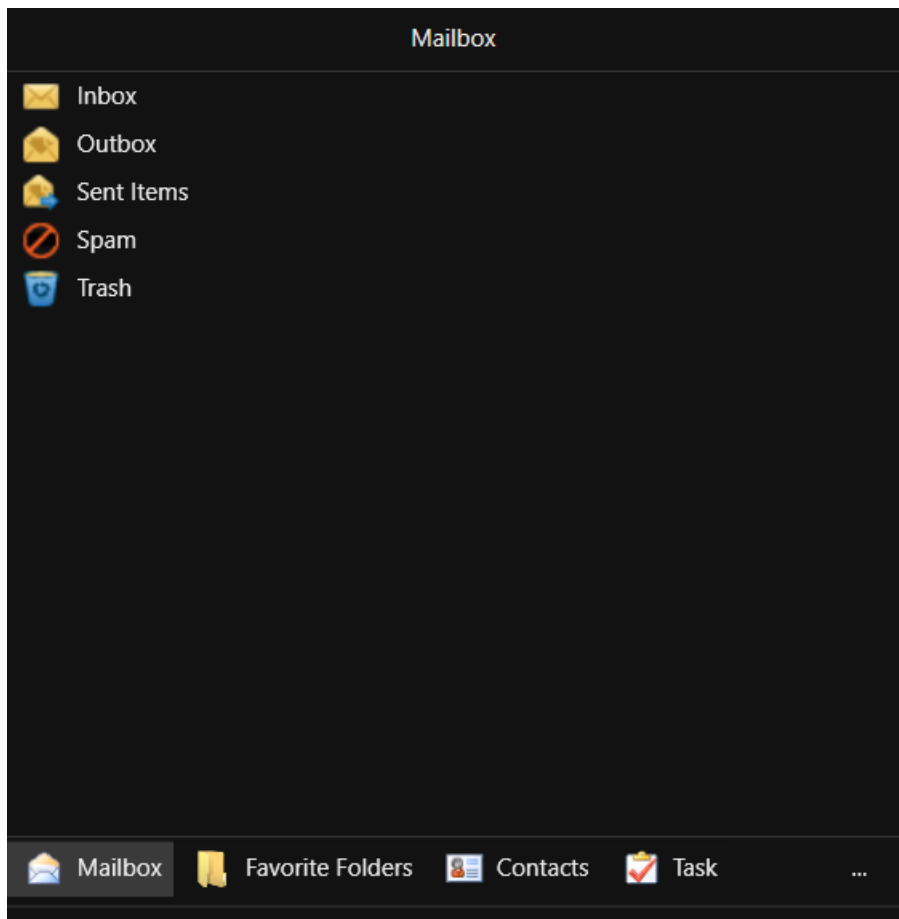 Mailbox
Inbox
Outbox
Sent Items
Spam
Trash
Mailbox Favorite Folders Contacts Task ...